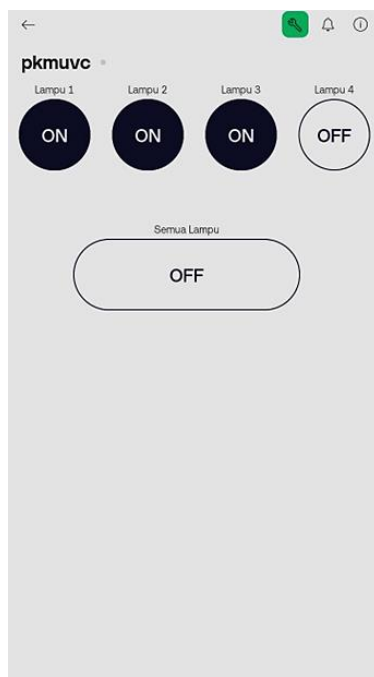 pkmuvc
Lampu 1 Lampu 2 Lampu 3 Lampu 4
ON ON ON OFF
Semua Lampu
OFF